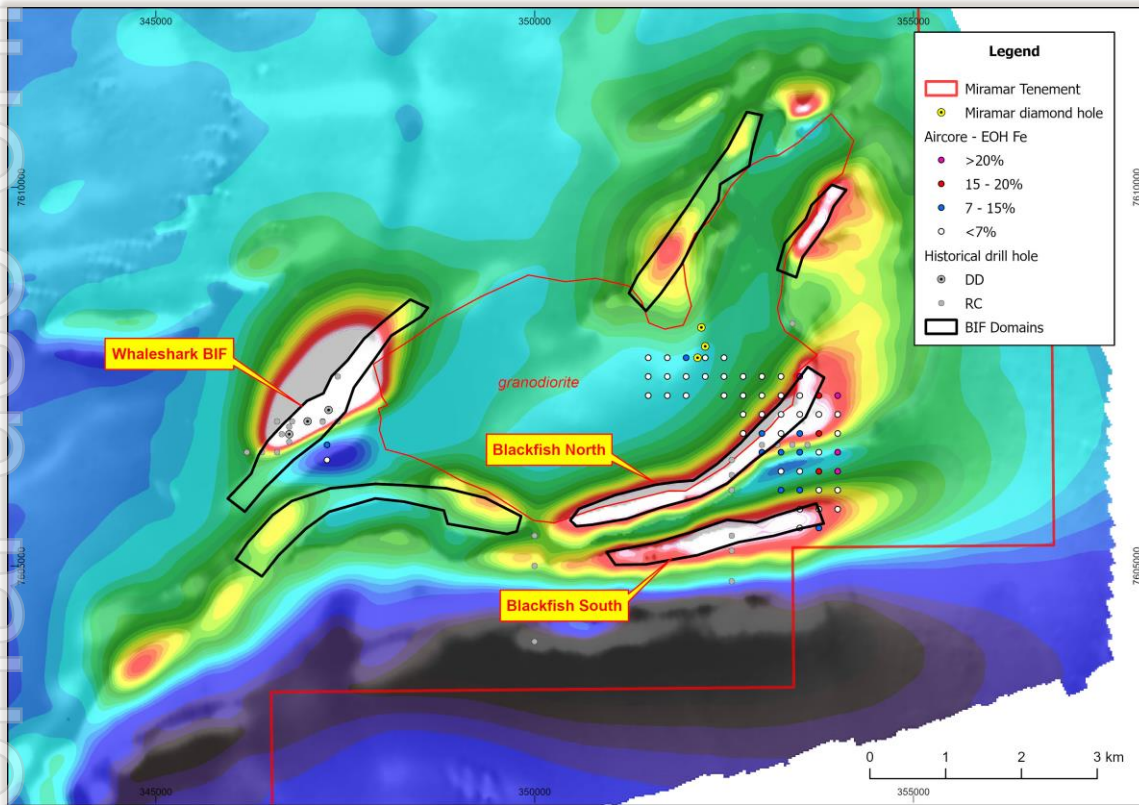 345000
350000
355000
Legend
Miramar Tenement
Miramar diamond hole
Aircore - EOH Fe
>20%
15 - 20%
7 - 15%
<7%
Historical drill hole
DD
RC
BIF Domains
7610000
7610000
Whaleshark BIF
granodiorite
Blackfish North
Blackfish South
7605000
7605000
0 1 2 3 km
345000
350000
355000